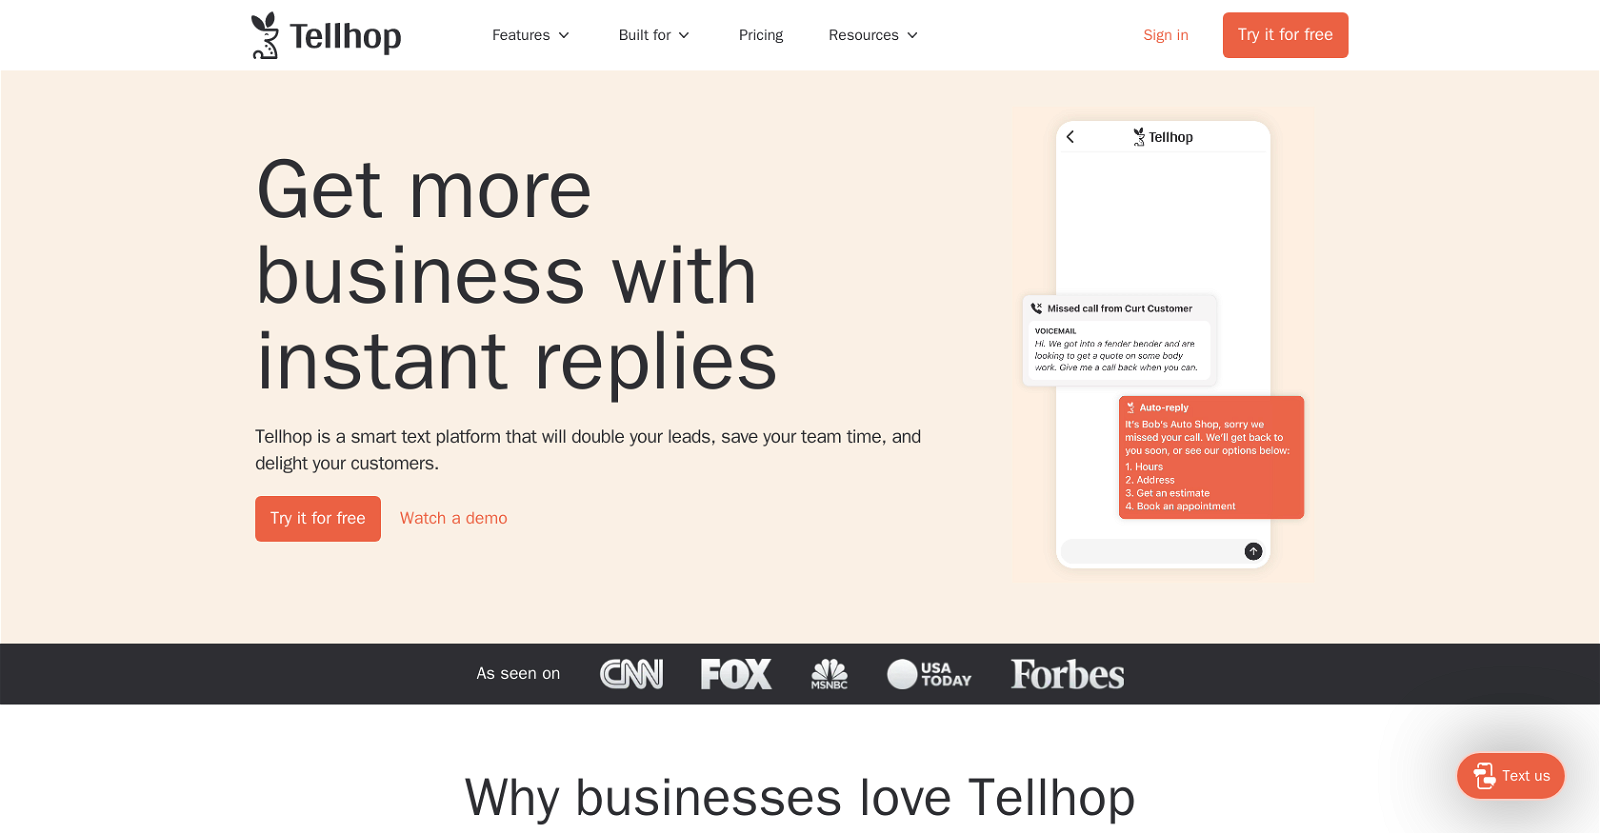 Tellhop
Features
Built for
Pricing
Resources
Sign in
Try it for free
Get more
business with
instant replies
Tellhop is a smart text platform that will double your leads, save your team time, and
delight your customers.
Try it for free
Watch a demo
Tellhop
Missed call from Curt Customer
VOICEMAIL
Hi. We got into a fender bender and are
looking to get a quote on some body
work. Give me a call back when you can.
Auto-reply
It's Bob's Auto Shop, sorry we
missed your call. We'll get back to
you soon, or see our options below:
1. Hours
2. Address
3. Get an estimate
4. Book an appointment
As seen on
CNN
FOX
MSNBC
USA
TODAY
Forbes
Why businesses love Tellhop
Text us